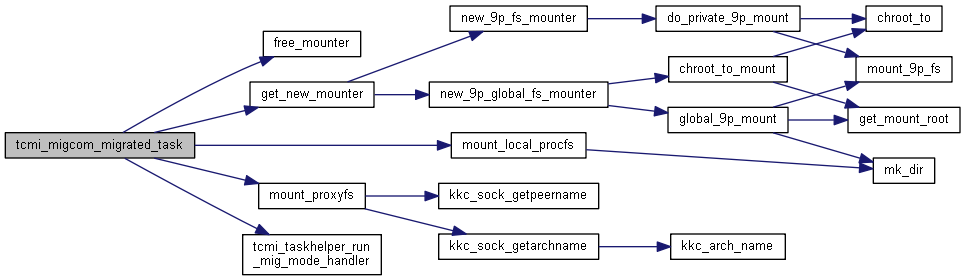 new_9p_fs_mounter
do_private_9p_mount
chroot_to
free_mounter
chroot_to_mount
mount_9p_fs
get_new_mounter
new_9p_global_fs_mounter
global_9p_mount
get_mount_root
tcmi_migcom_migrated_task
mount_local_procfs
mk_dir
mount_proxyfs
kkc_sock_getpeername
tcmi_taskhelper_run
_mig_mode_handler
kkc_sock_getarchname
kkc_arch_name